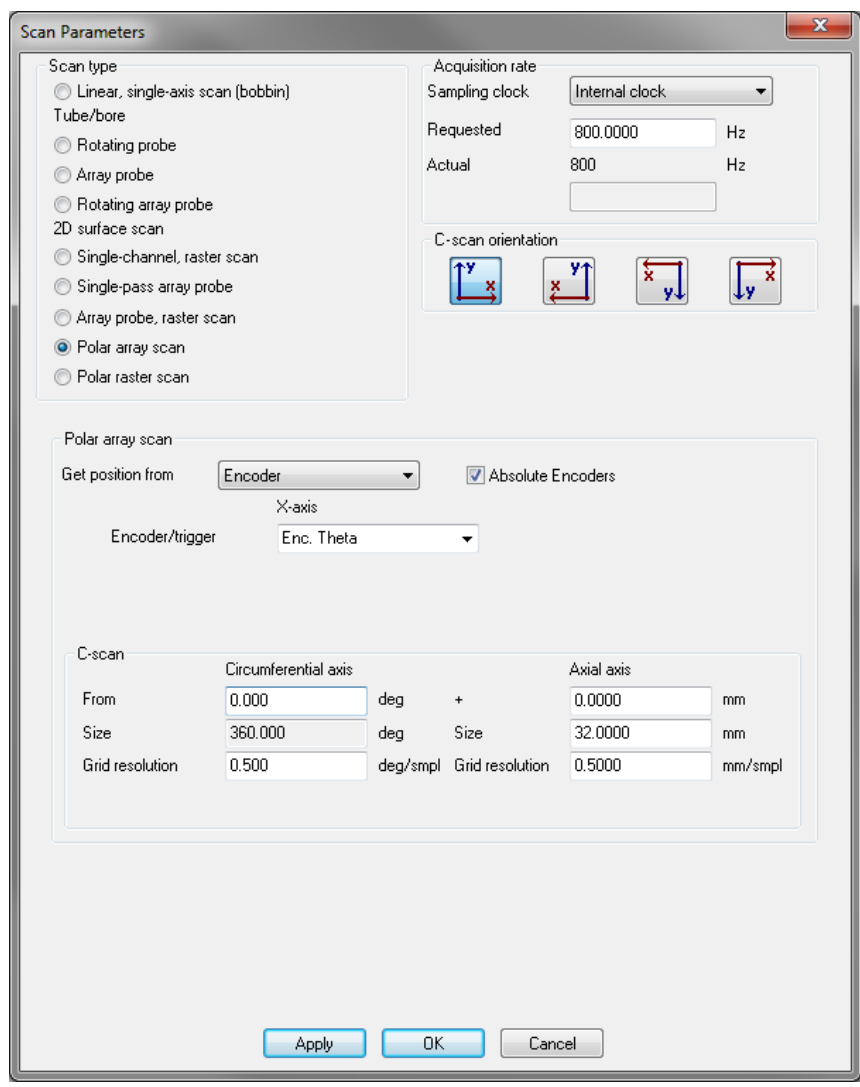 Scan Parameters
x
Scan type
Linear, single-axis scan (bobbin)
Tube/bore
Rotating probe
Array probe
Rotating array probe
2D surface scan
Single-channel, raster scan
Single-pass array probe
Array probe, raster scan
Polar array scan
Polar raster scan
Acquisition rate
Sampling clock Internal clock
Requested 800.0000 Hz
Actual 800 Hz
C-scan orientation
y x y x x y x y
Polar array scan
Get position from Encoder Absolute Encoders
X-axis
Encoder/trigger Enc. Theta
C-scan
Circumferential axis Axial axis
From 0.000 deg + 0.0000 mm
Size 360.000 deg Size 32.0000 mm
Grid resolution 0.500 deg/smpl Grid resolution 0.5000 mm/smpl
Apply OK Cancel